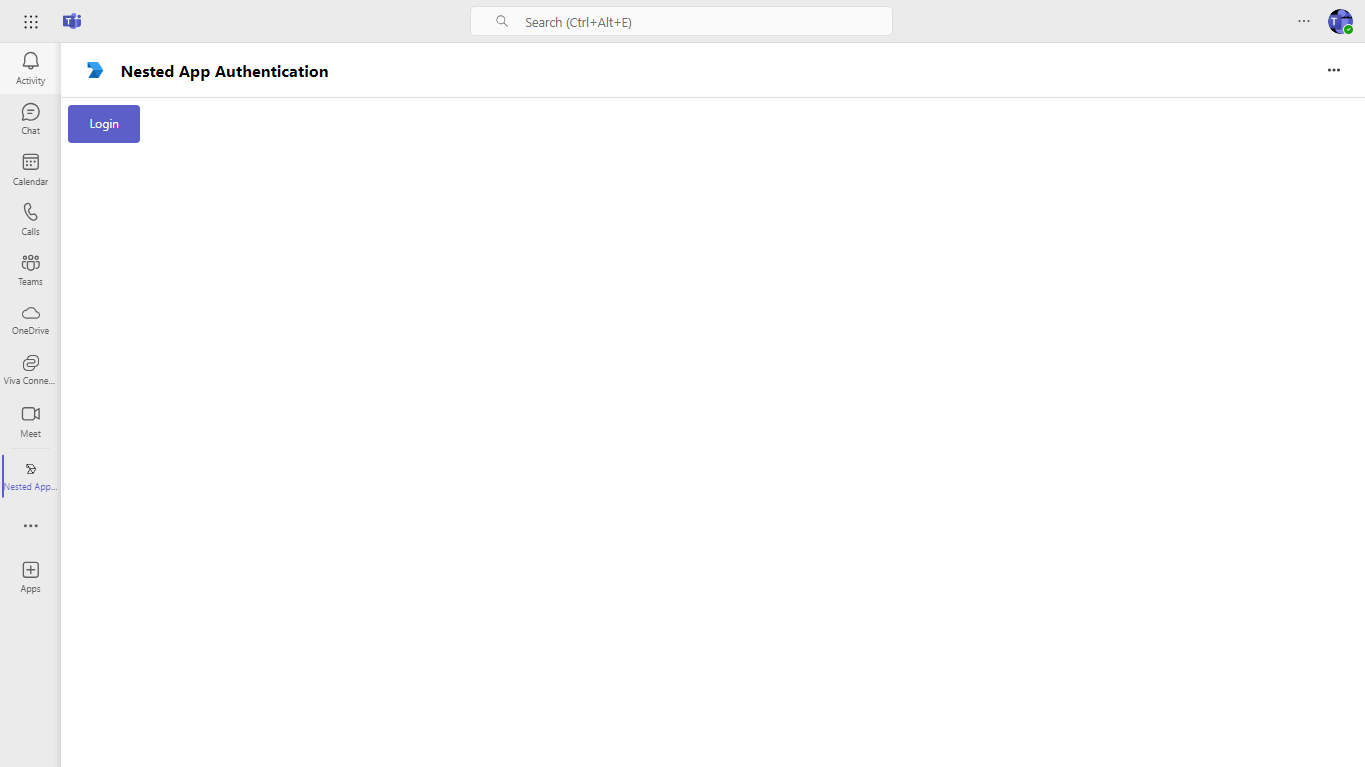 Search (Ctrl+Alt+E)
Activity
Chat
Calendar
Calls
Teams
OneDrive
Viva Conne...
Meet
Nested App...
Apps
Nested App Authentication
Login